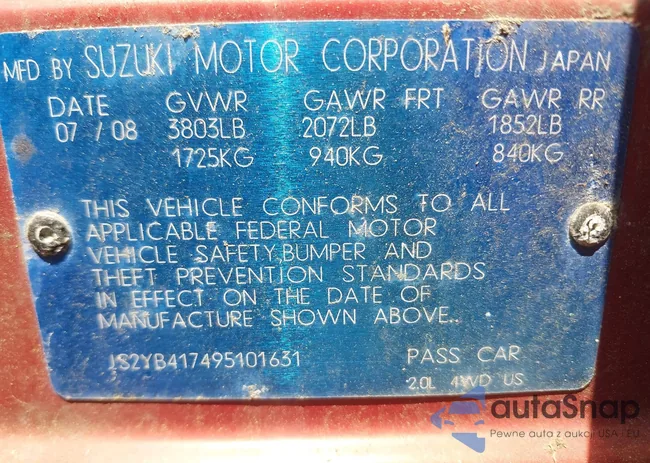 MFD BY SUZUKI MOTOR CORPORATION JAPAN
DATE GVWR GAWR FRT GAWR RR
07 / 08 3803LB 2072LB 1852LB
1725KG 940KG 840KG
THIS VEHICLE CONFORMS TO ALL
APPLICABLE FEDERAL MOTOR
VEHICLE SAFETY,BUMPER AND
THEFT PREVENTION STANDARDS
IN EFFECT ON THE DATE OF
MANUFACTURE SHOWN ABOVE..
JS2YB417495101631 PASS CAR
2.0L 4WD US
autaSnap
Pewne auta z aukcji USA i EU